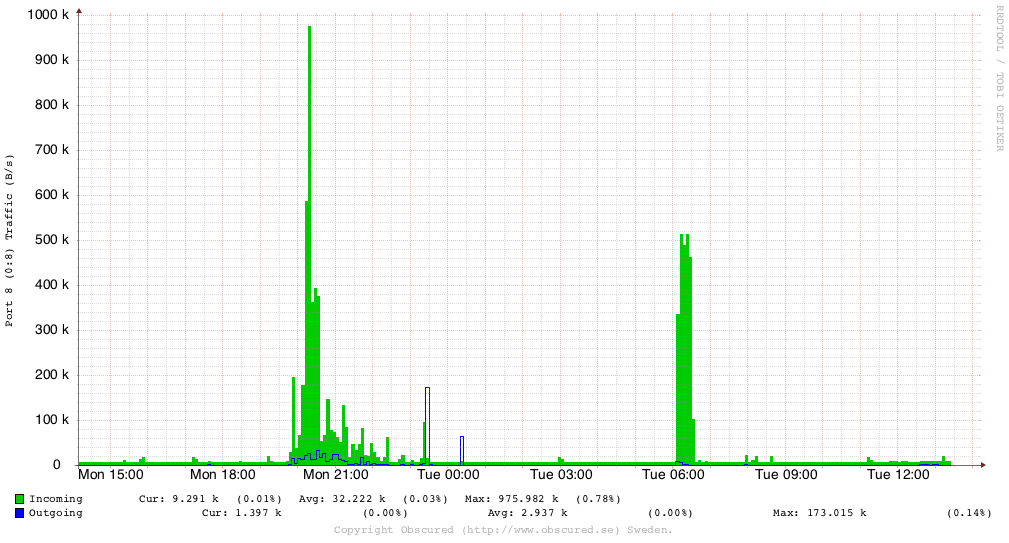 1000 k
900 k
800 k
700 k
600 k
500 k
400 k
300 k
200 k
100 k
0
Port 8 (0:8) Traffic (B/s)
RRDTOOL / TOBI OETIKER
Mon 15:00 Mon 18:00 Mon 21:00 Tue 00:00 Tue 03:00 Tue 06:00 Tue 09:00 Tue 12:00
Incoming Cur: 9.291 k (0.01%) Avg: 32.222 k (0.03%) Max: 975.982 k (0.78%)
Outgoing Cur: 1.397 k (0.00%) Avg: 2.937 k (0.00%) Max: 173.015 k (0.14%)
Copyright Obscured (http://www.obscured.se) Sweden.